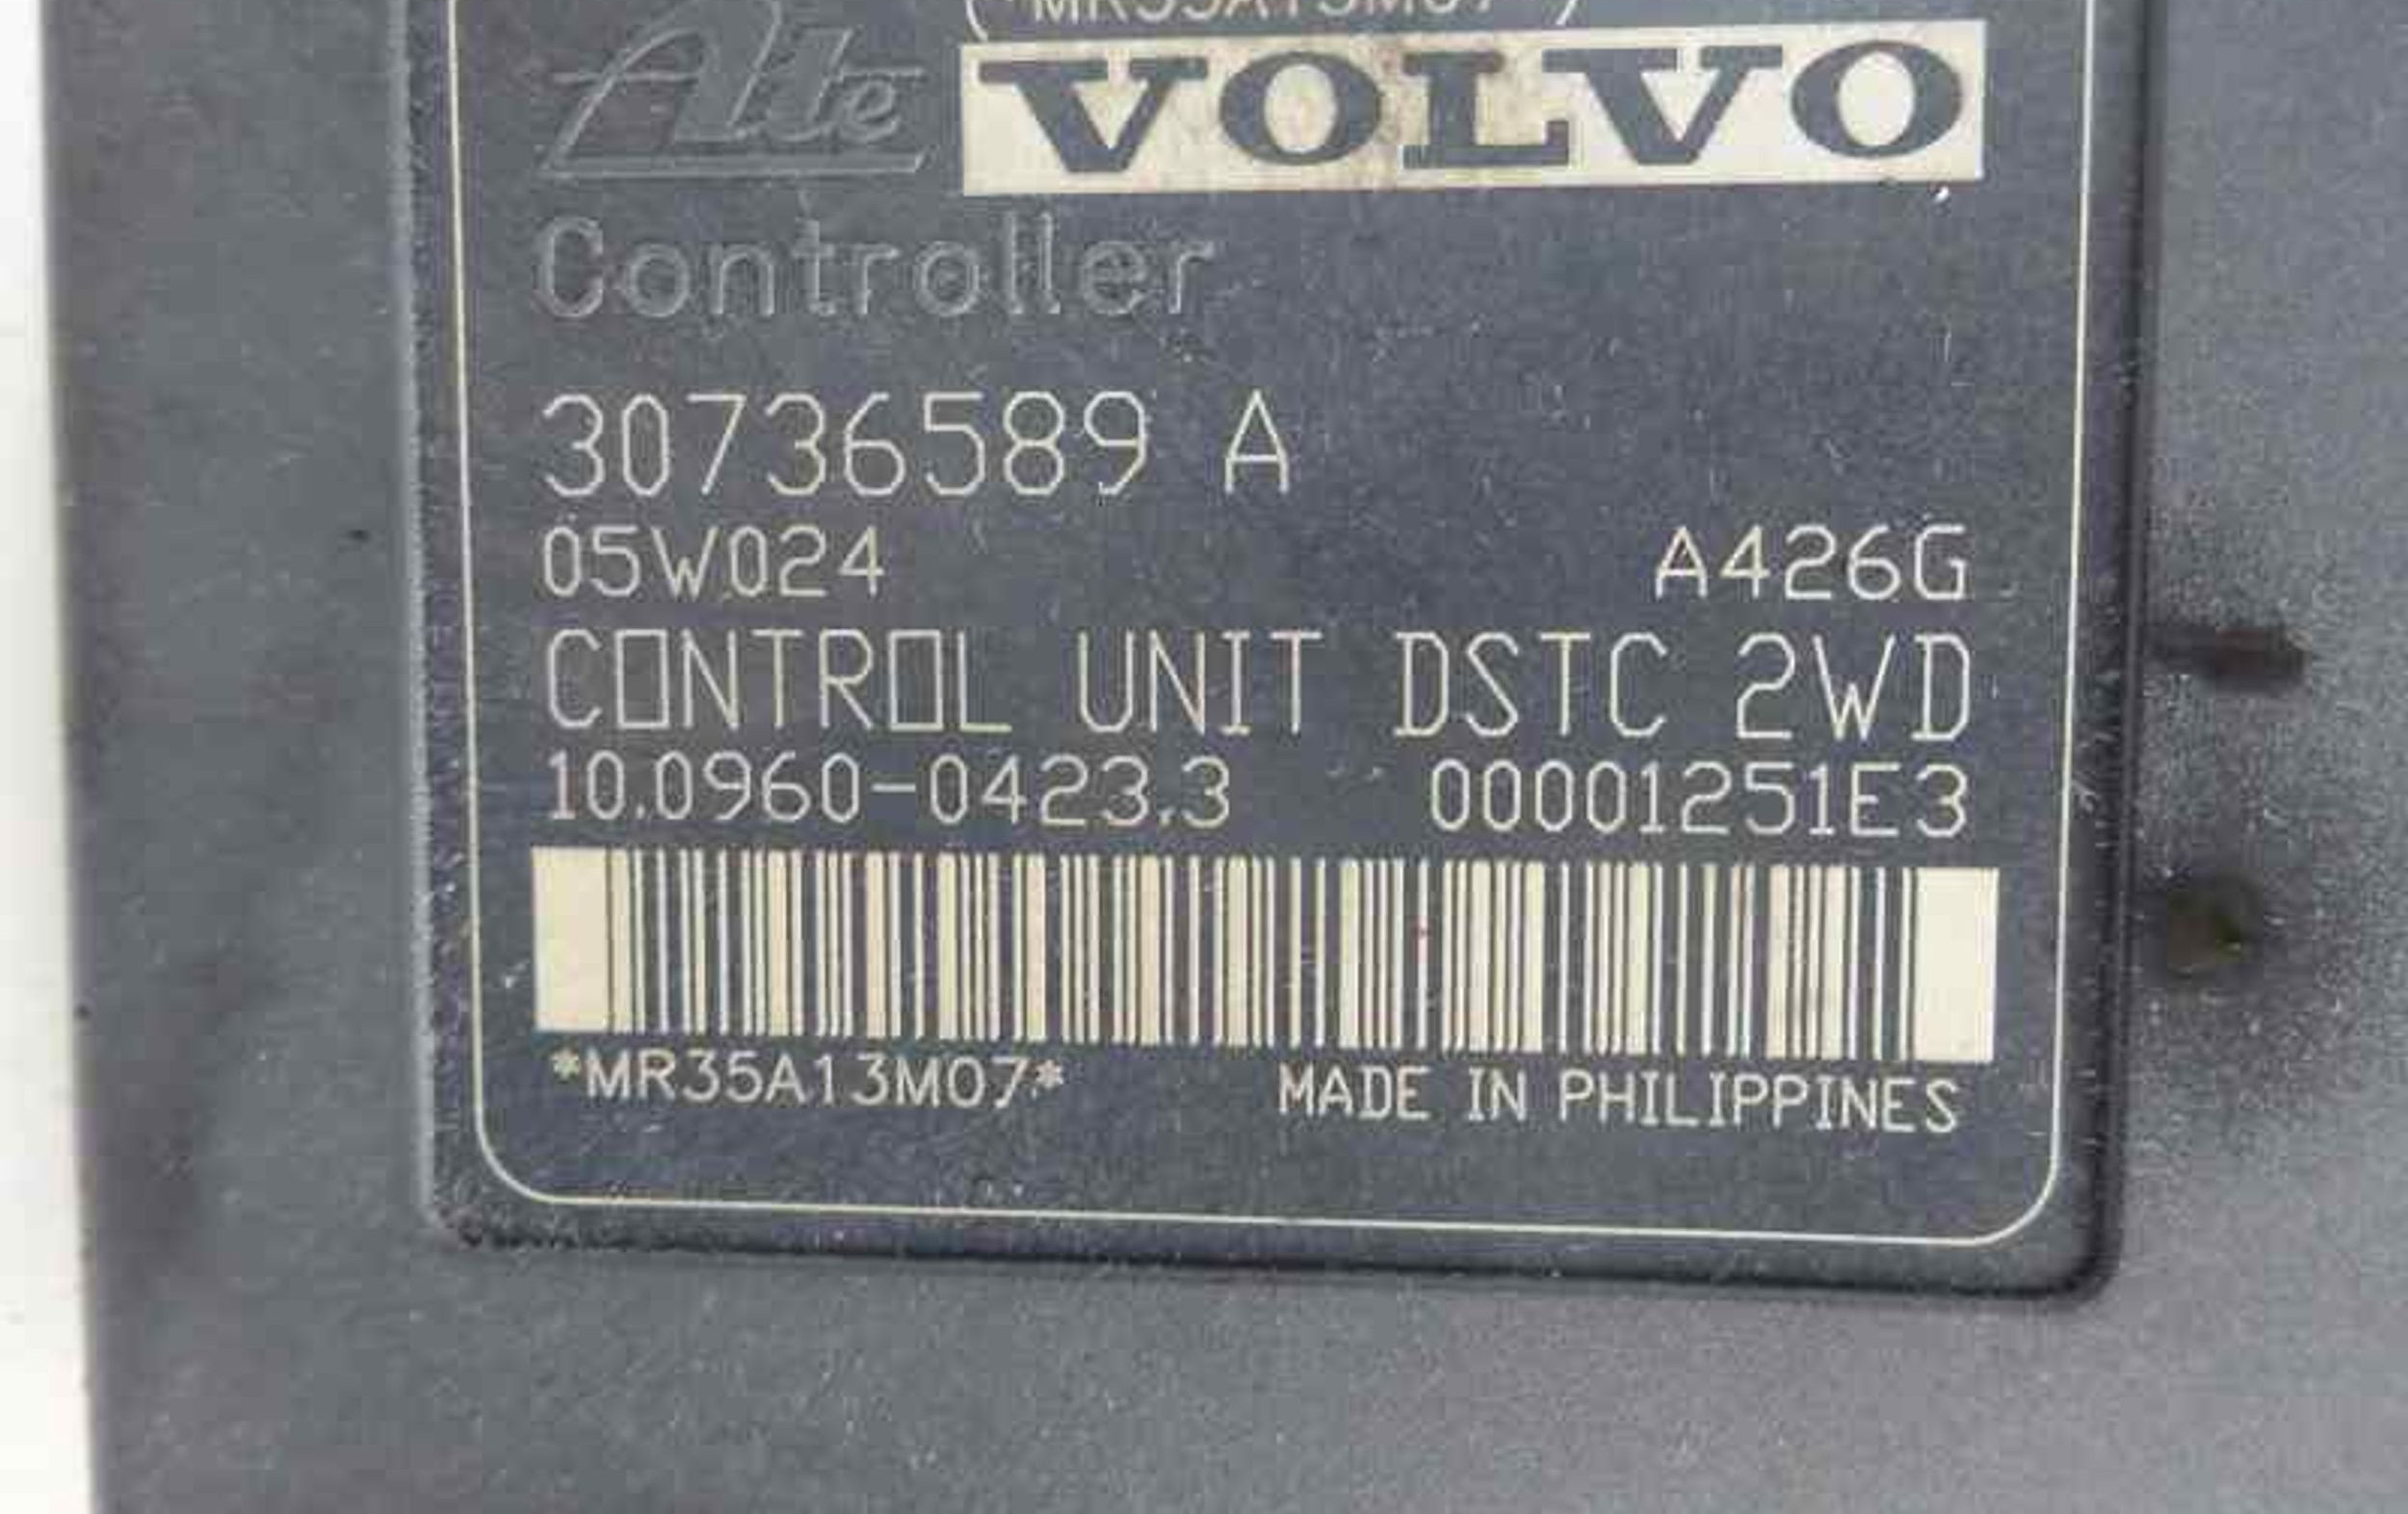 (*MR35A13M07*)
Ate VOLVO
Controller
30736589 A
05W024 A426G
CONTROL UNIT DSTC 2WD
10.0960-0423.3 00001251E3
*MR35A13M07* MADE IN PHILIPPINES